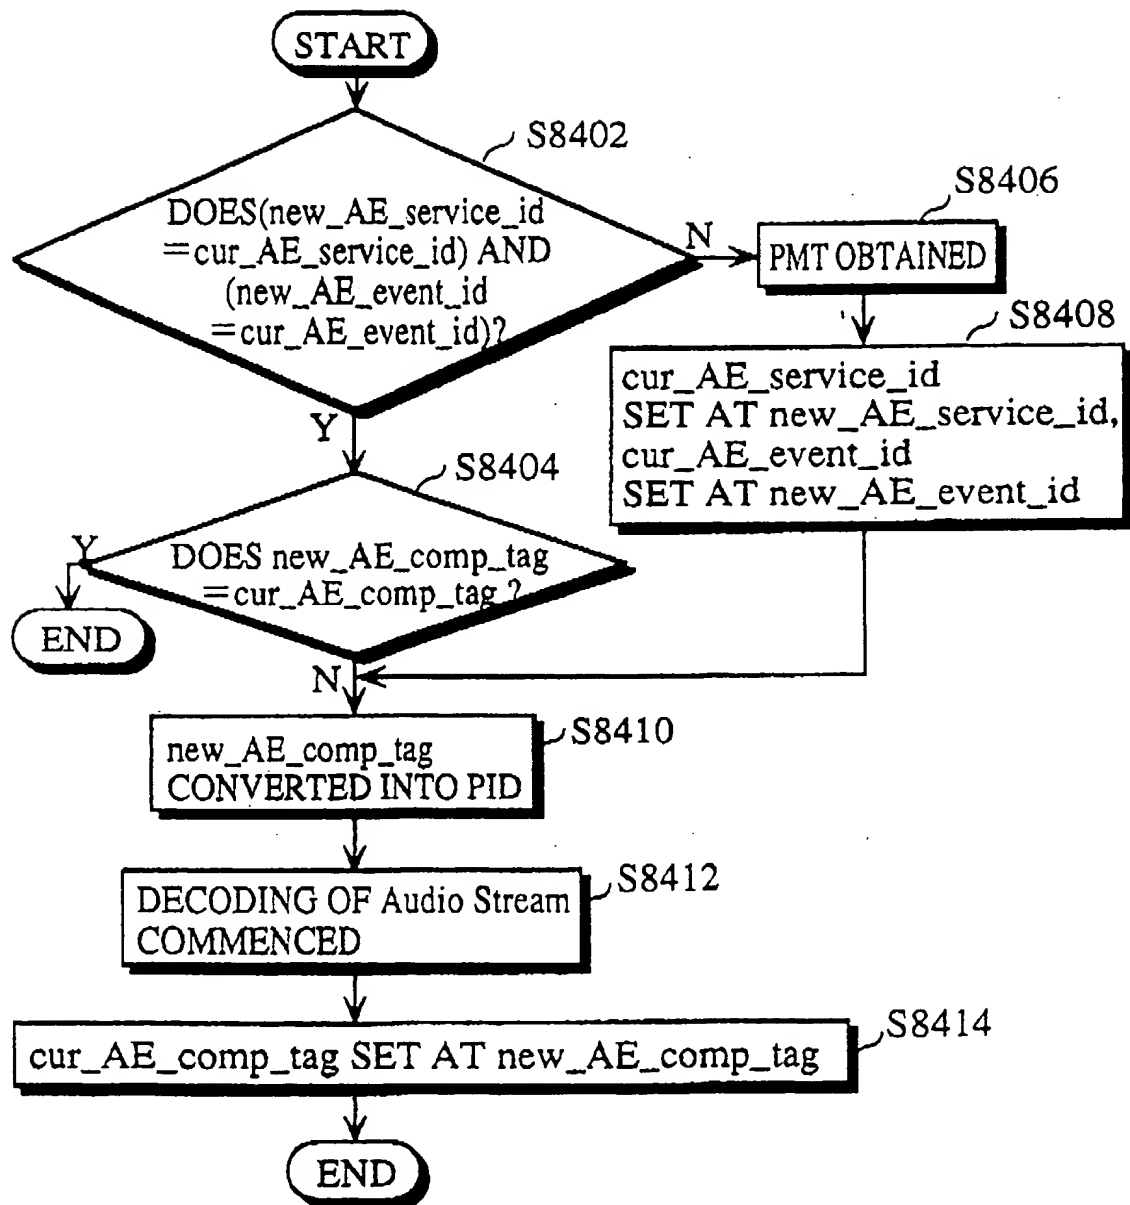 START
S8402
DOES(new_AE_service_id
=cur_AE_service_id) AND
(new_AE_event_id
=cur_AE_event_id)?
N
S8406
PMT OBTAINED
S8408
cur_AE_service_id
SET AT new_AE_service_id,
cur_AE_event_id
SET AT new_AE_event_id
Y
S8404
DOES new_AE_comp_tag
=cur_AE_comp_tag ?
Y
END
N
S8410
new_AE_comp_tag
CONVERTED INTO PID
S8412
DECODING OF Audio Stream
COMMENCED
S8414
cur_AE_comp_tag SET AT new_AE_comp_tag
END